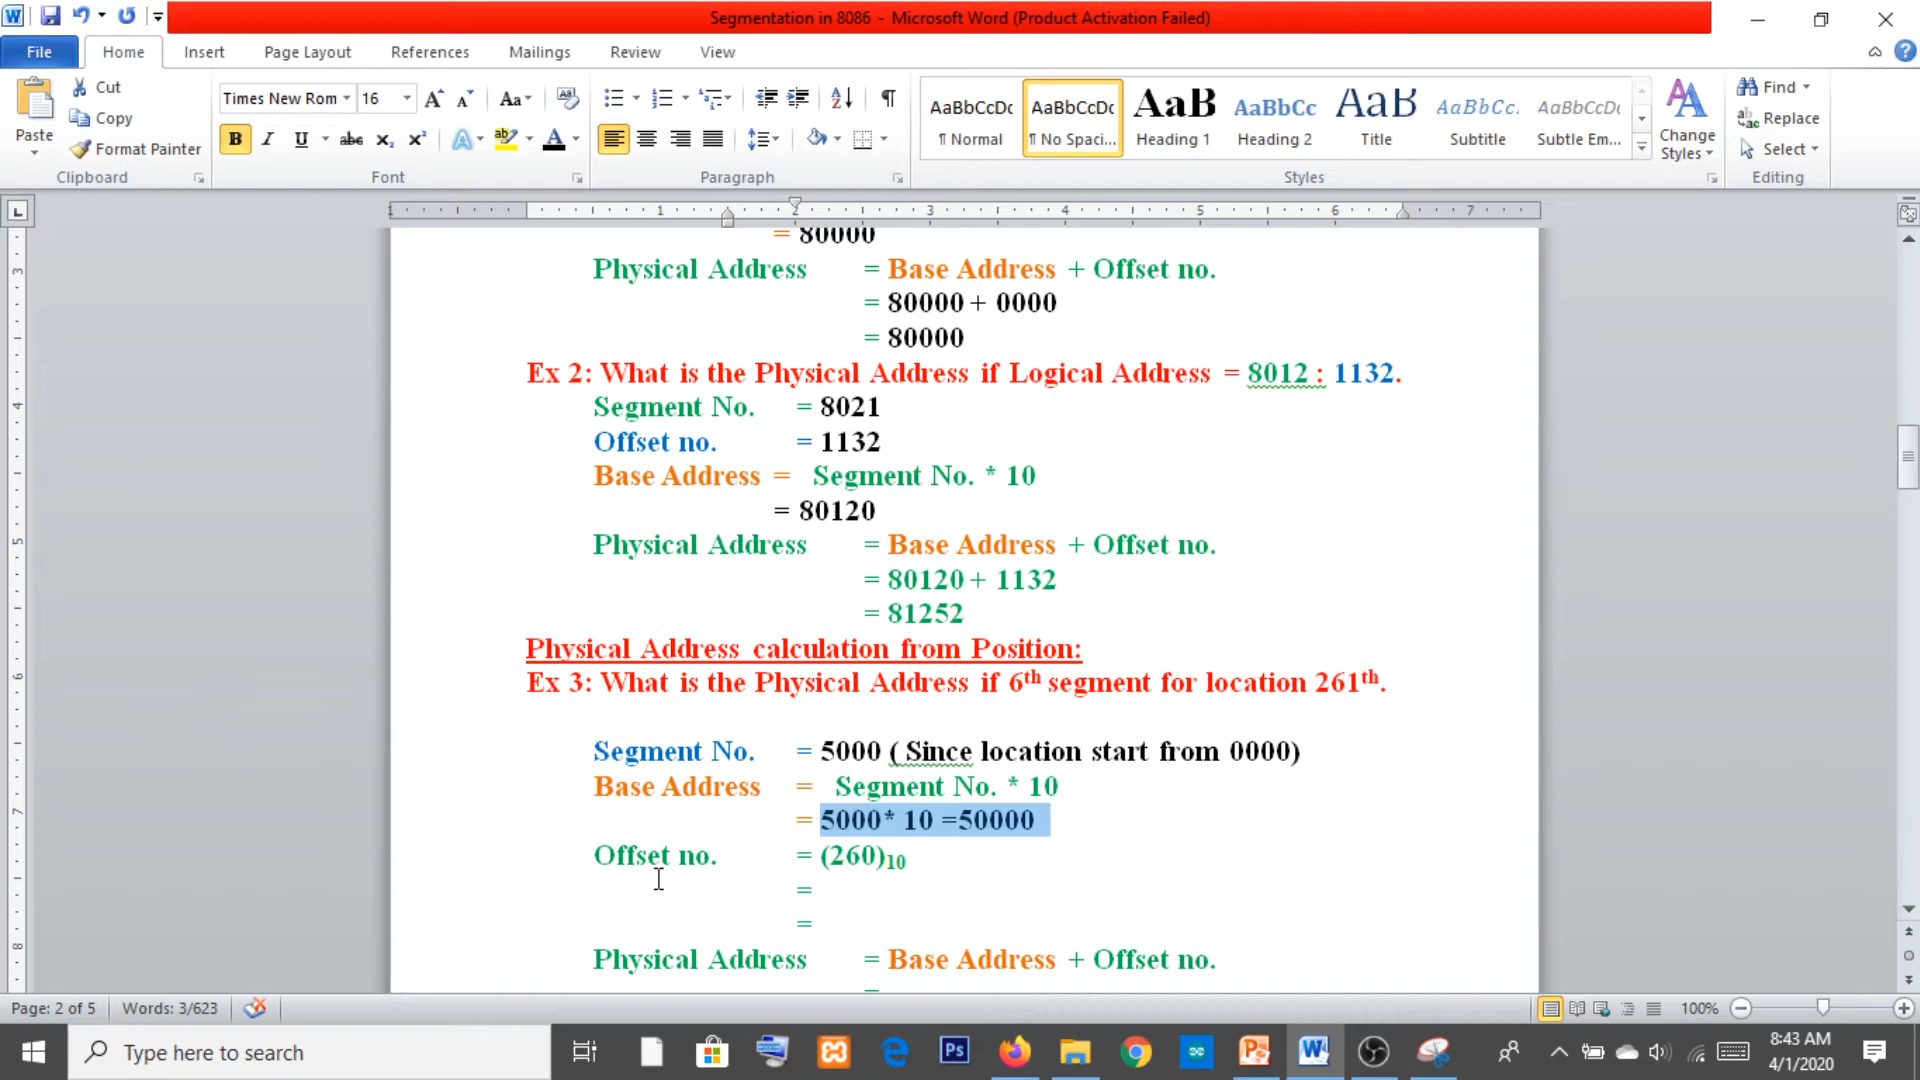 Segmentation in 8086 - Microsoft Word (Product Activation Failed)
File Home Insert Page Layout References Mailings Review View
Paste
Cut
Copy
Format Painter
Clipboard
Times New Rom 16
Font
Paragraph
AaBbCcDc AaBbCcDc AaB AaBbCc AaB AaBbCc. AaBbCcDc
¶ Normal ¶ No Spaci... Heading 1 Heading 2 Title Subtitle Subtle Em...
Change Styles
Styles
Find
Replace
Select
Editing
1 1 2 3 4 5 6 7
= 80000
Physical Address = Base Address + Offset no.
= 80000 + 0000
= 80000
Ex 2: What is the Physical Address if Logical Address = 8012 : 1132.
Segment No. = 8021
Offset no. = 1132
Base Address = Segment No. * 10
= 80120
Physical Address = Base Address + Offset no.
= 80120 + 1132
= 81252
Physical Address calculation from Position:
Ex 3: What is the Physical Address if 6th segment for location 261th.
Segment No. = 5000 ( Since location start from 0000)
Base Address = Segment No. * 10
= 5000* 10 =50000
Offset no. = (260)10
=
=
Physical Address = Base Address + Offset no.
=
Page: 2 of 5 Words: 3/623 100%
Type here to search
8:43 AM
4/1/2020